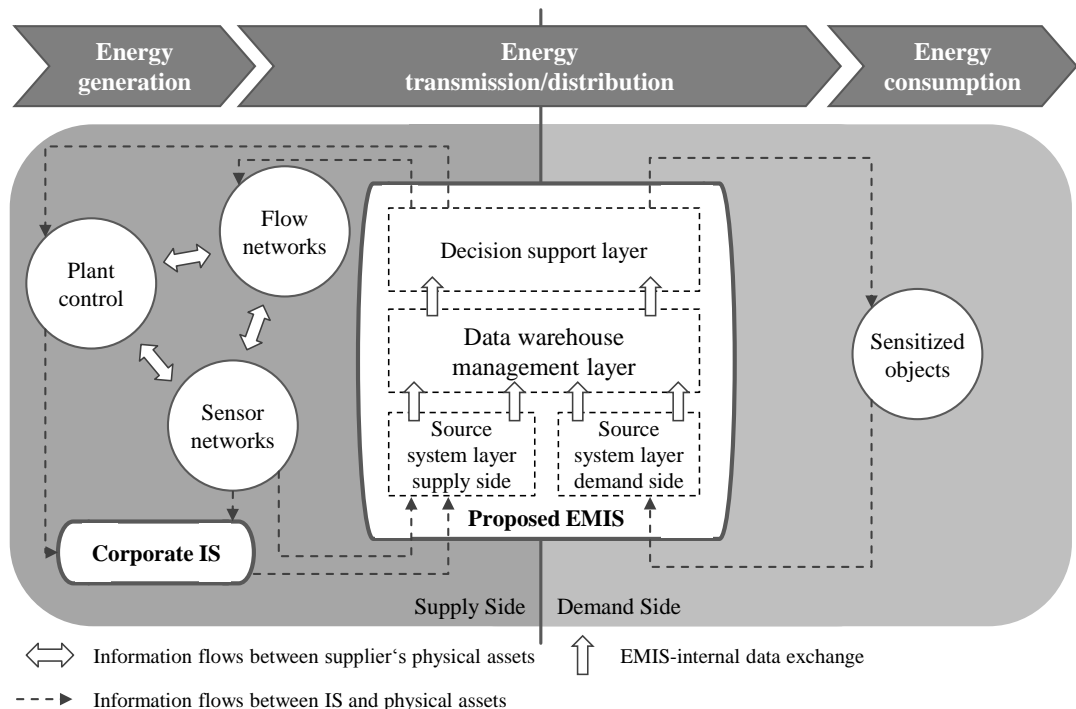 Energy
generation
Energy
transmission/distribution
Energy
consumption
Flow
networks
Plant
control
Sensor
networks
Corporate IS
Decision support layer
Data warehouse
management layer
Source
system layer
supply side
Source
system layer
demand side
Proposed EMIS
Sensitized
objects
Supply Side
Demand Side
Information flows between supplier‘s physical assets
EMIS-internal data exchange
Information flows between IS and physical assets